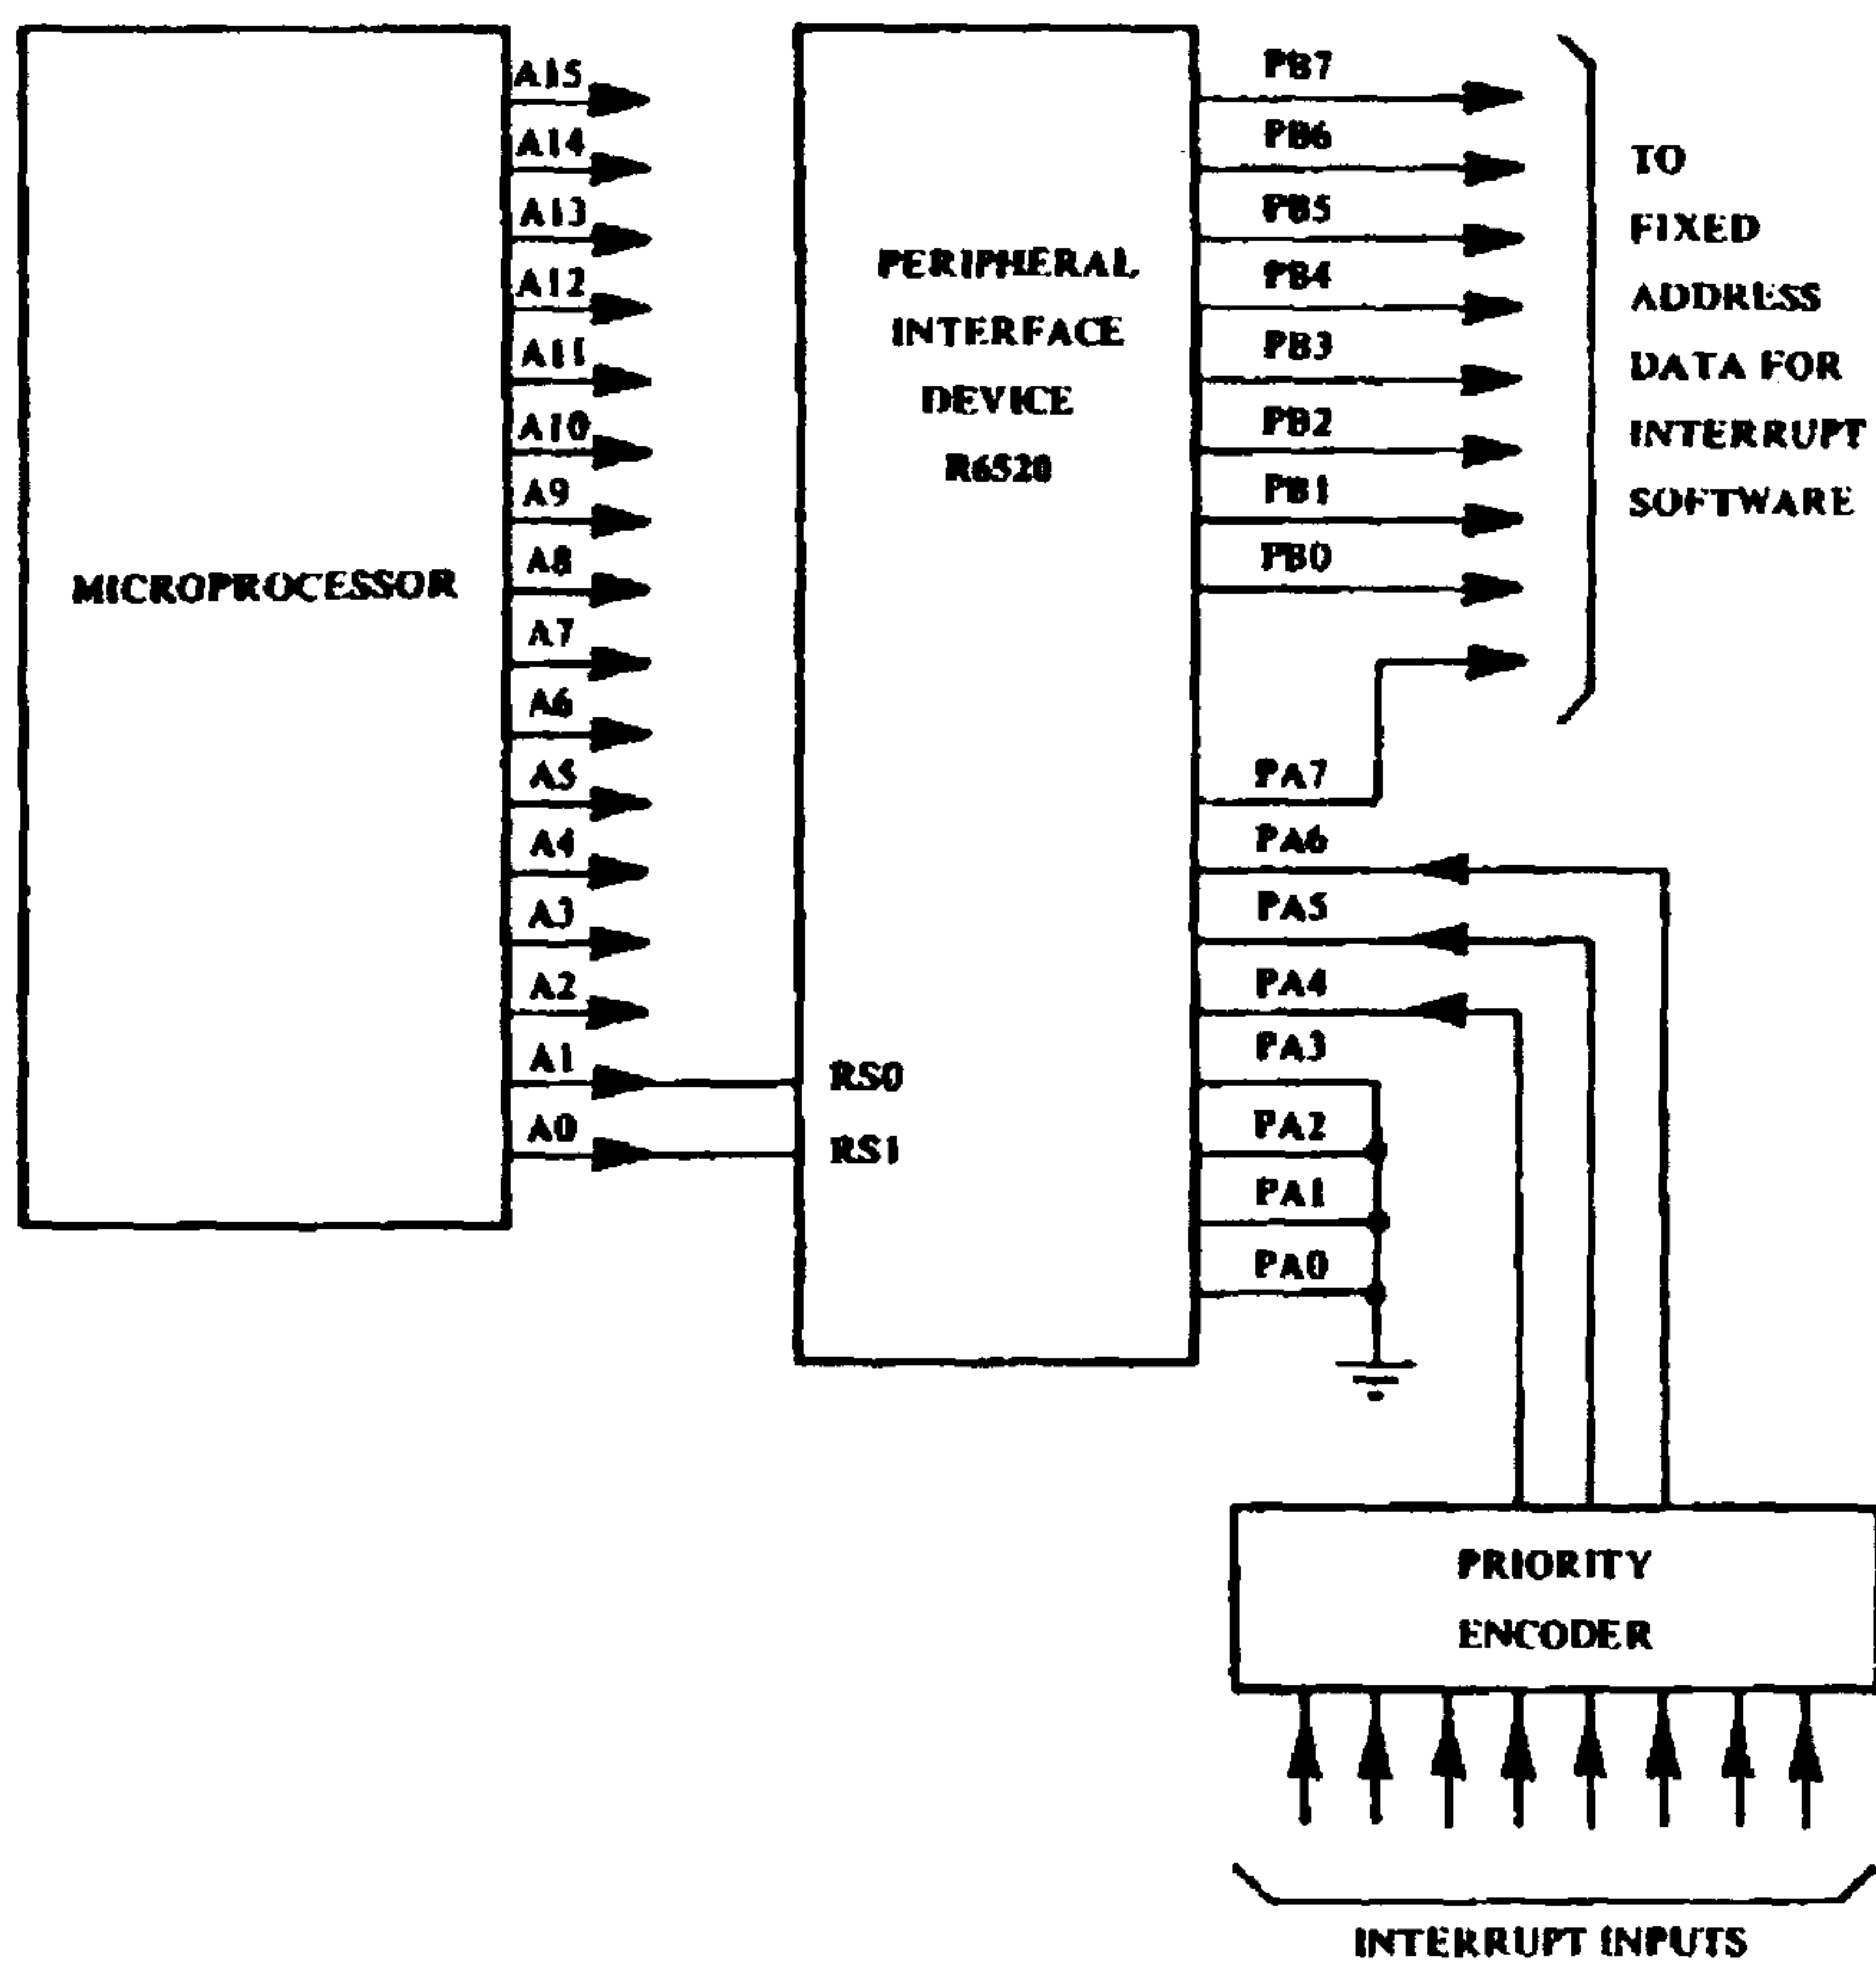 A15
A14
A13
A12
A11
A10
A9
A8
A7
A6
A5
A4
A3
A2
A1
A0
MICROPROCESSOR
PERIPHERAL
INTERFACE
DEVICE
R6520
RS0
RS1
PB7
PB6
PB5
PB4
PB3
PB2
PB1
PB0
PA7
PA6
PA5
PA4
PA3
PA2
PA1
PA0
TO
FIXED
ADDRESS
DATA FOR
INTERRUPT
SOFTWARE
PRIORITY
ENCODER
INTERRUPT INPUTS